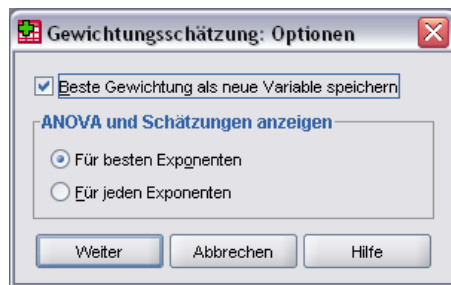 Gewichtungsschätzung: Optionen
Beste Gewichtung als neue Variable speichern
ANOVA und Schätzungen anzeigen
Für besten Exponenten
Für jeden Exponenten
Weiter Abbrechen Hilfe